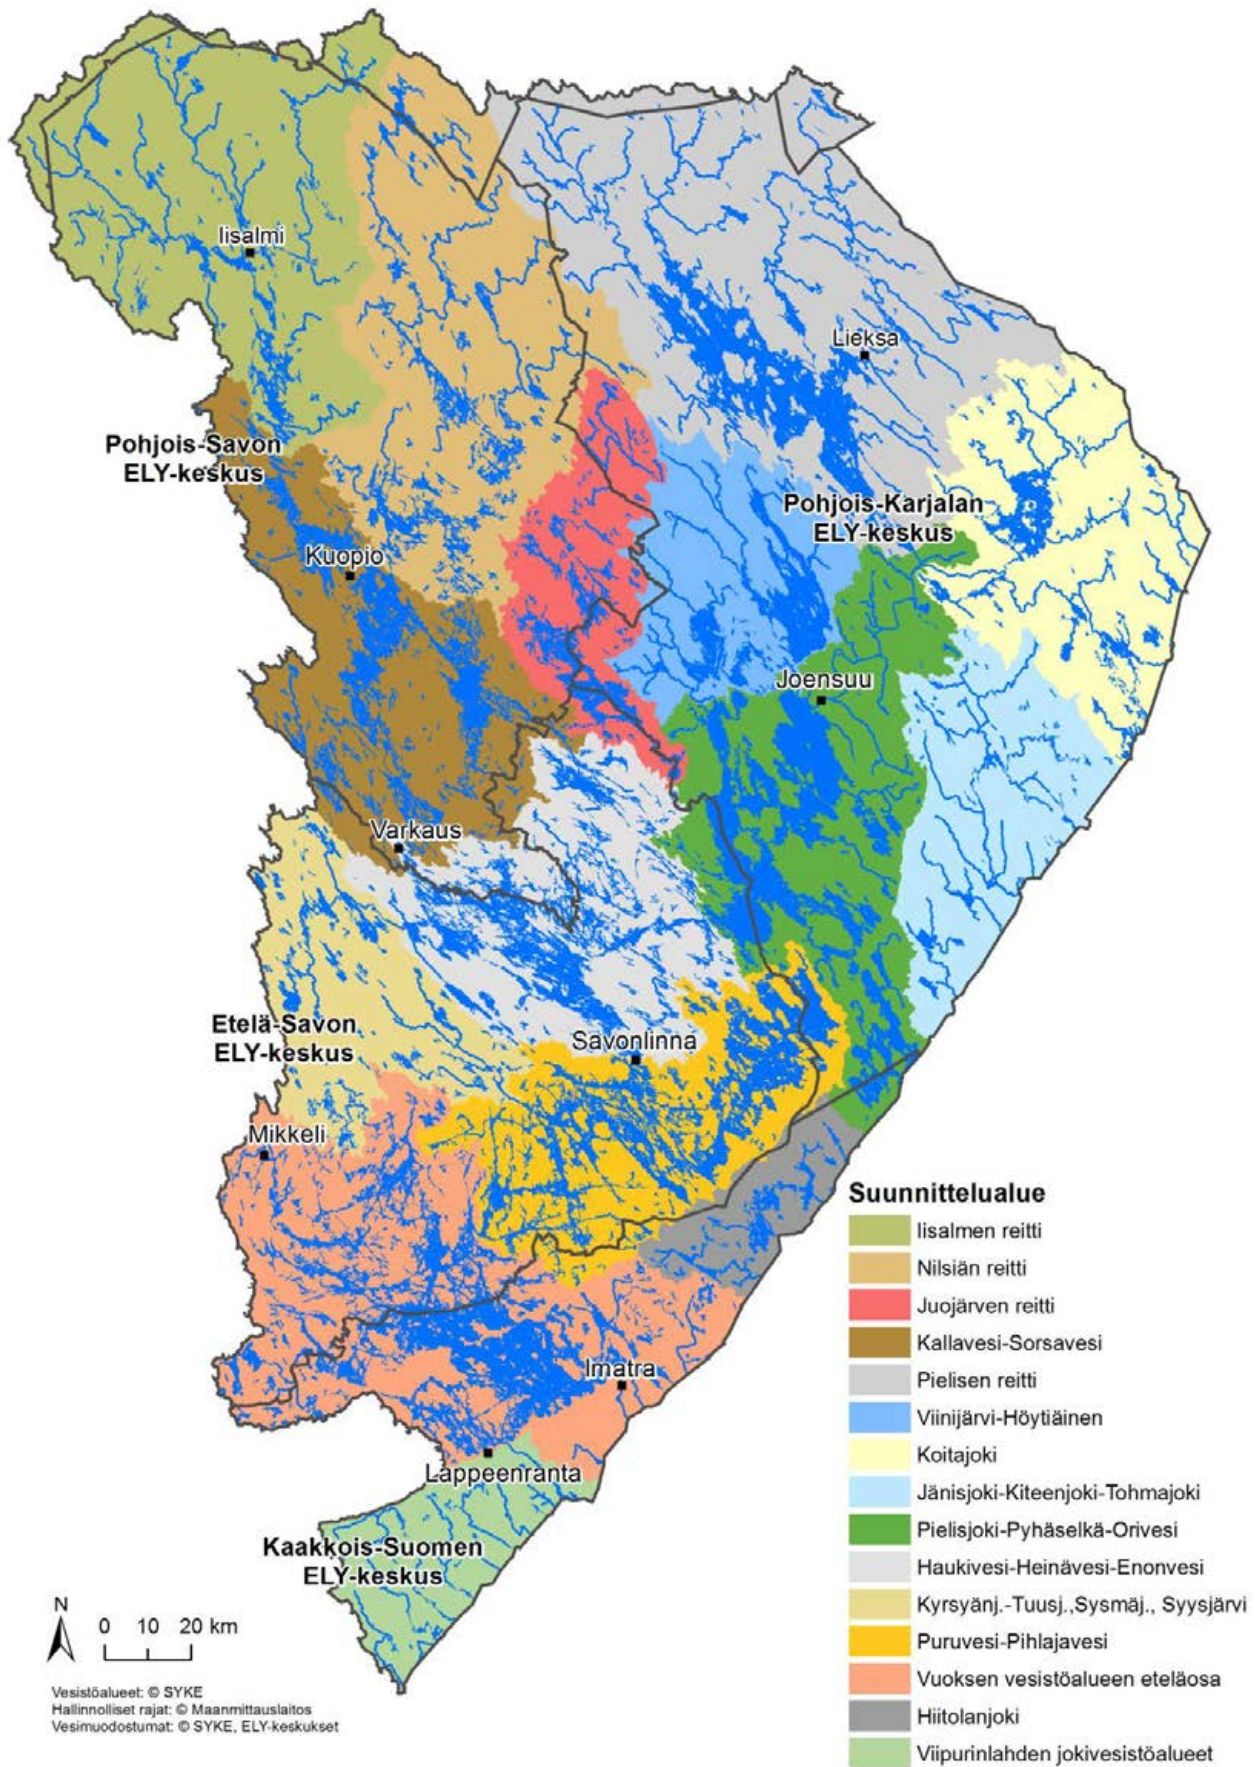 Iisalmi
Lieksa
Pohjois-Savon
ELY-keskus
Pohjois-Karjalan
ELY-keskus
Kuopio
Joensuu
Varkaus
Etelä-Savon
ELY-keskus
Savonlinna
Mikkeli
Imatra
Lappeenranta
Kaakkois-Suomen
ELY-keskus
N
0 10 20 km
Vesistöalueet: © SYKE
Hallinnolliset rajat: © Maanmittauslaitos
Vesimuodostumat: © SYKE, ELY-keskukset
Suunnittelualue
Iisalmen reitti
Nilsiän reitti
Juojärven reitti
Kallavesi-Sorsavesi
Pielisen reitti
Viinijärvi-Höytiäinen
Koitajoki
Jänisjoki-Kiteenjoki-Tohmajoki
Pielisjoki-Pyhäselkä-Orivesi
Haukivesi-Heinävesi-Enonvesi
Kyrsyänj.-Tuusj.,Sysmäj., Syysjärvi
Puruvesi-Pihlajavesi
Vuoksen vesistöalueen eteläosa
Hiitolanjoki
Viipurinlahden jokivesistöalueet